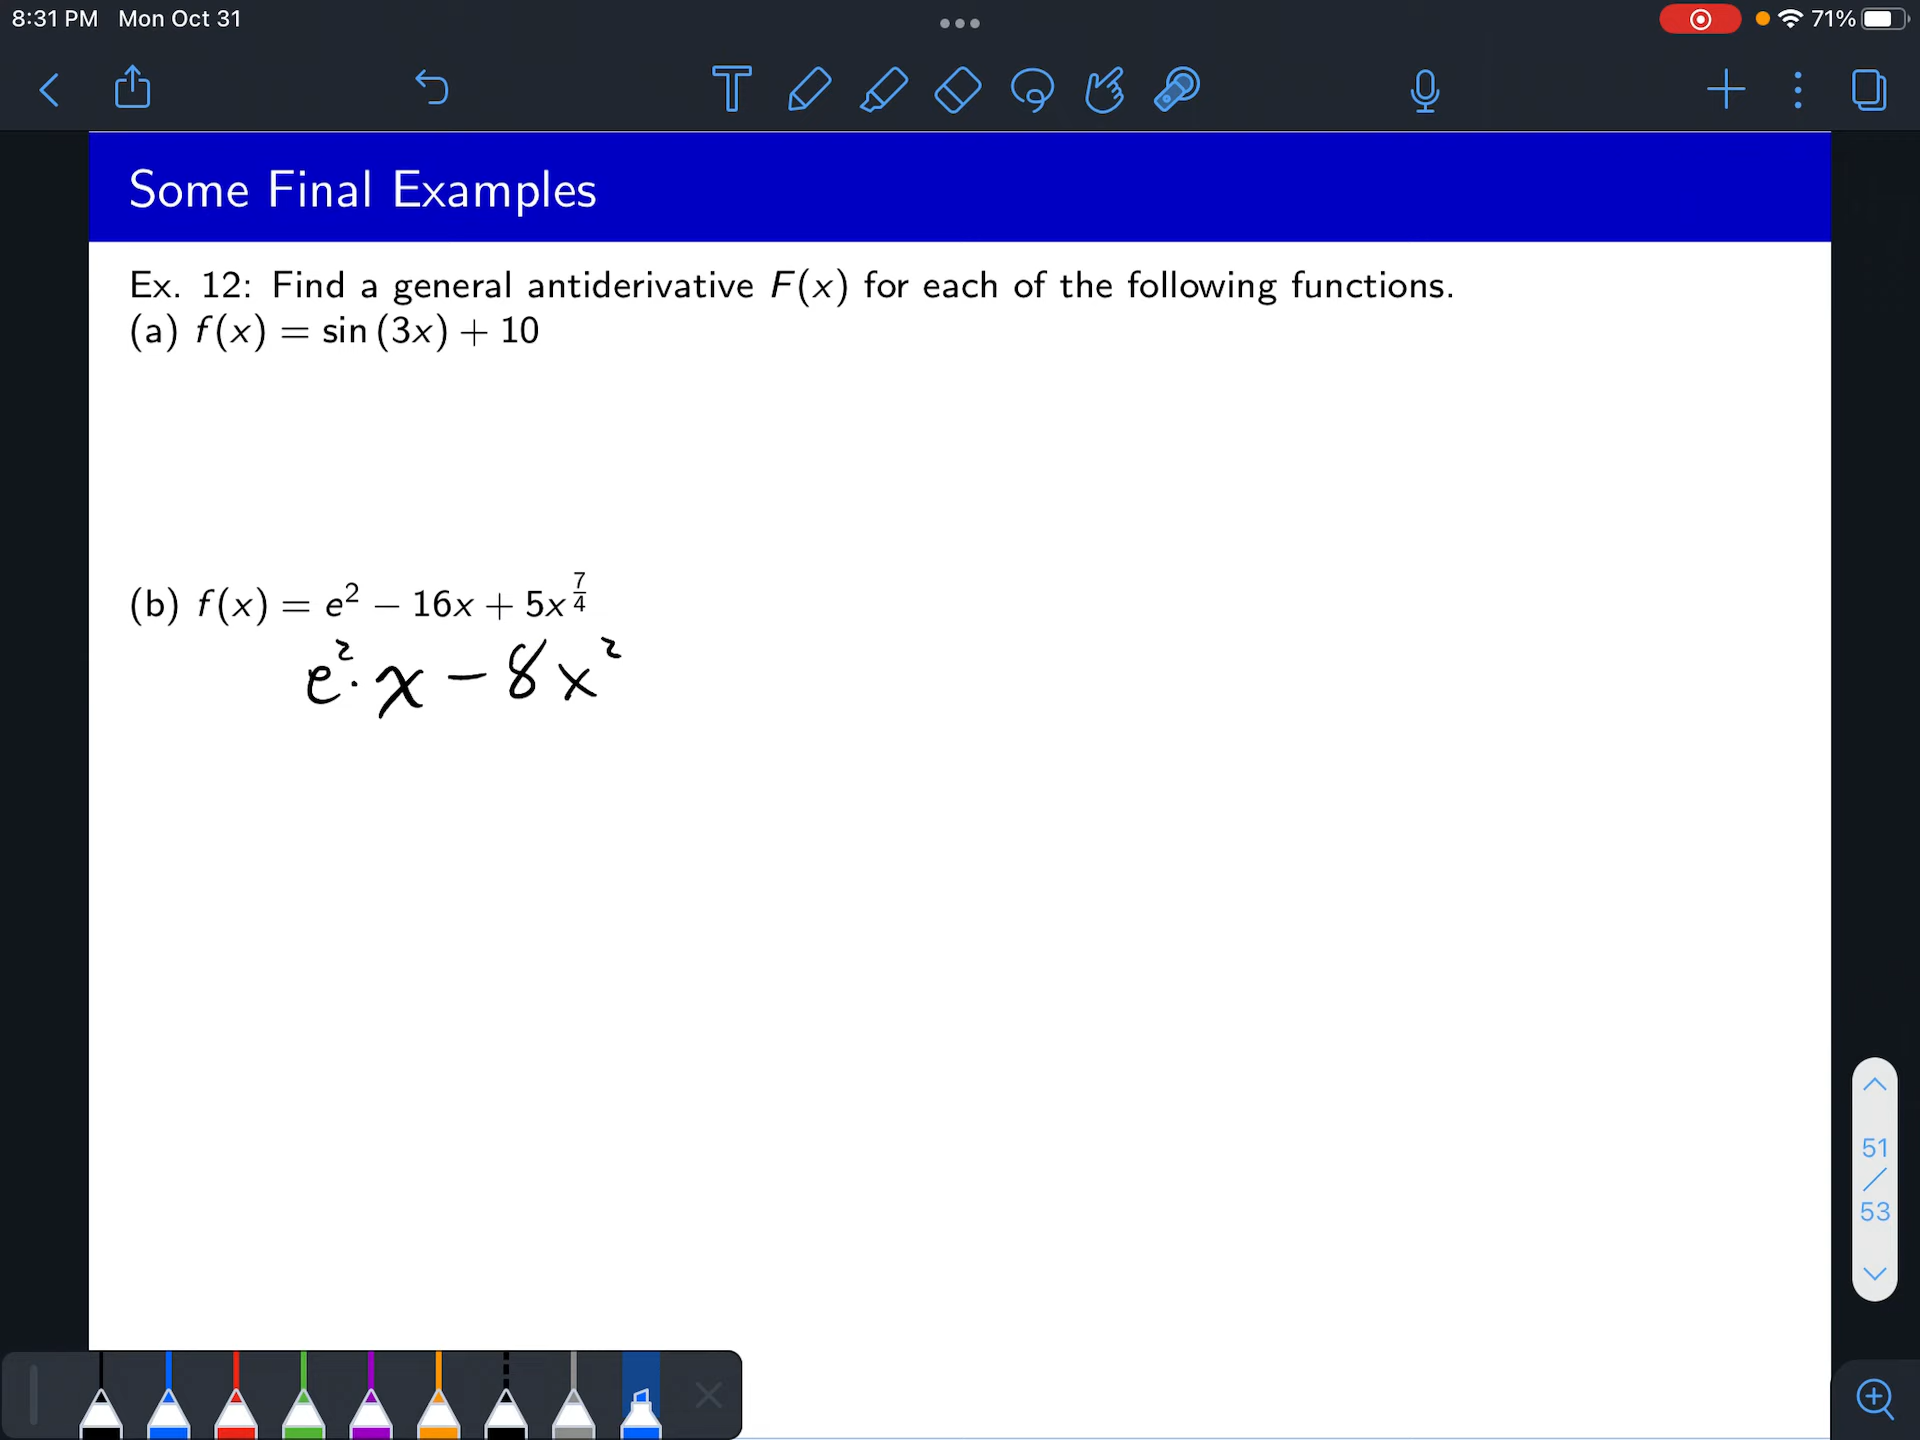 8:31 PM Mon Oct 31
71%
Some Final Examples
Ex. 12: Find a general antiderivative F(x) for each of the following functions.
(a) f(x) = sin (3x) + 10
(b) f(x) = e² − 16x + 5x^{7/4}
e² · x − 8x²
51
/
53